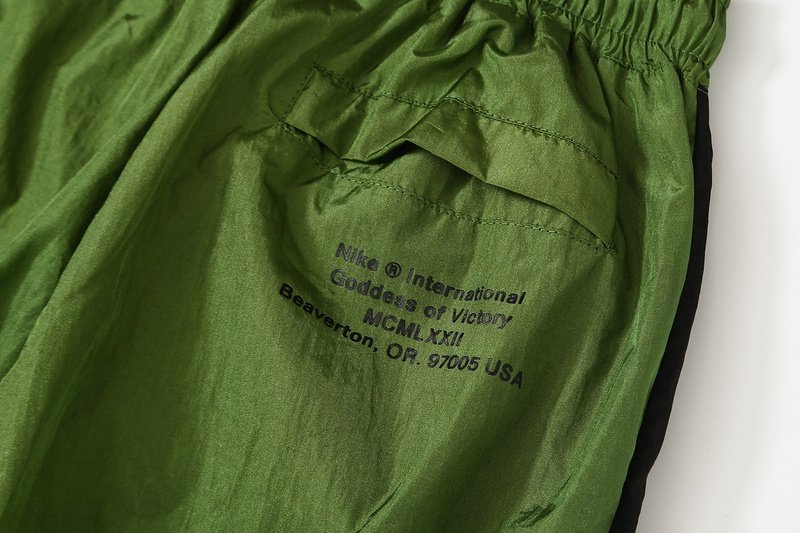 Nike ® International
Goddess of Victory
MCMLXXII
Beaverton, OR. 97005 USA